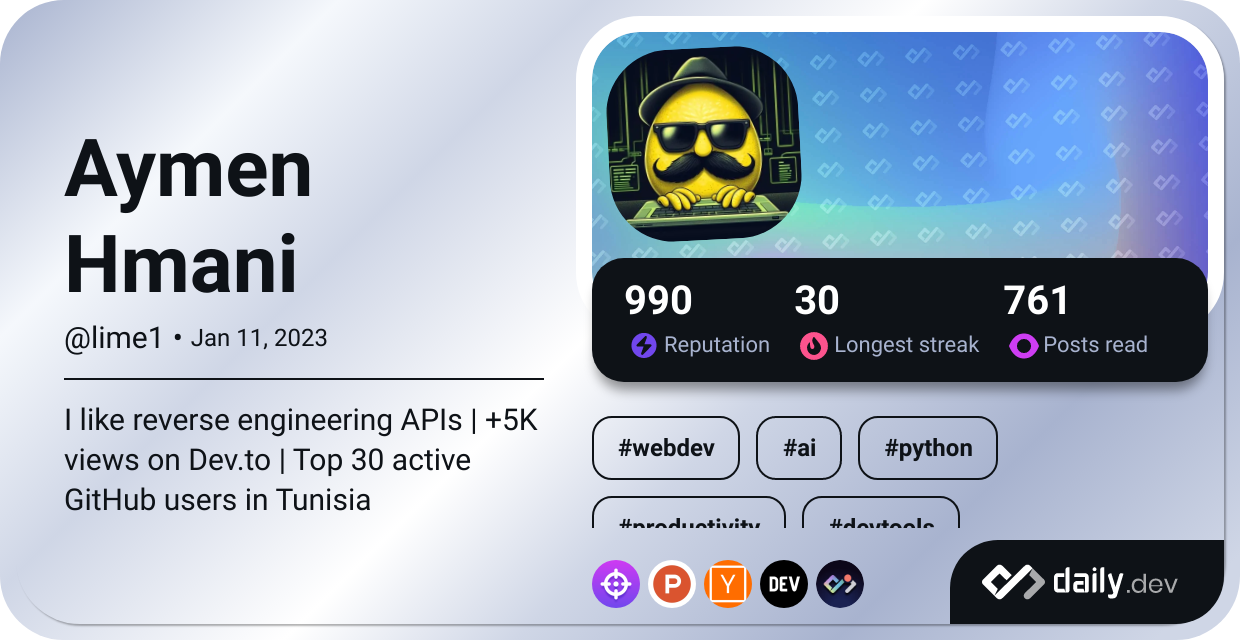 Aymen
Hmani
@lime1 • Jan 11, 2023
I like reverse engineering APIs | +5K
views on Dev.to | Top 30 active
GitHub users in Tunisia
990 30 761
Reputation Longest streak Posts read
#webdev #ai #python
#productivity #devtools
P Y DEV
daily.dev